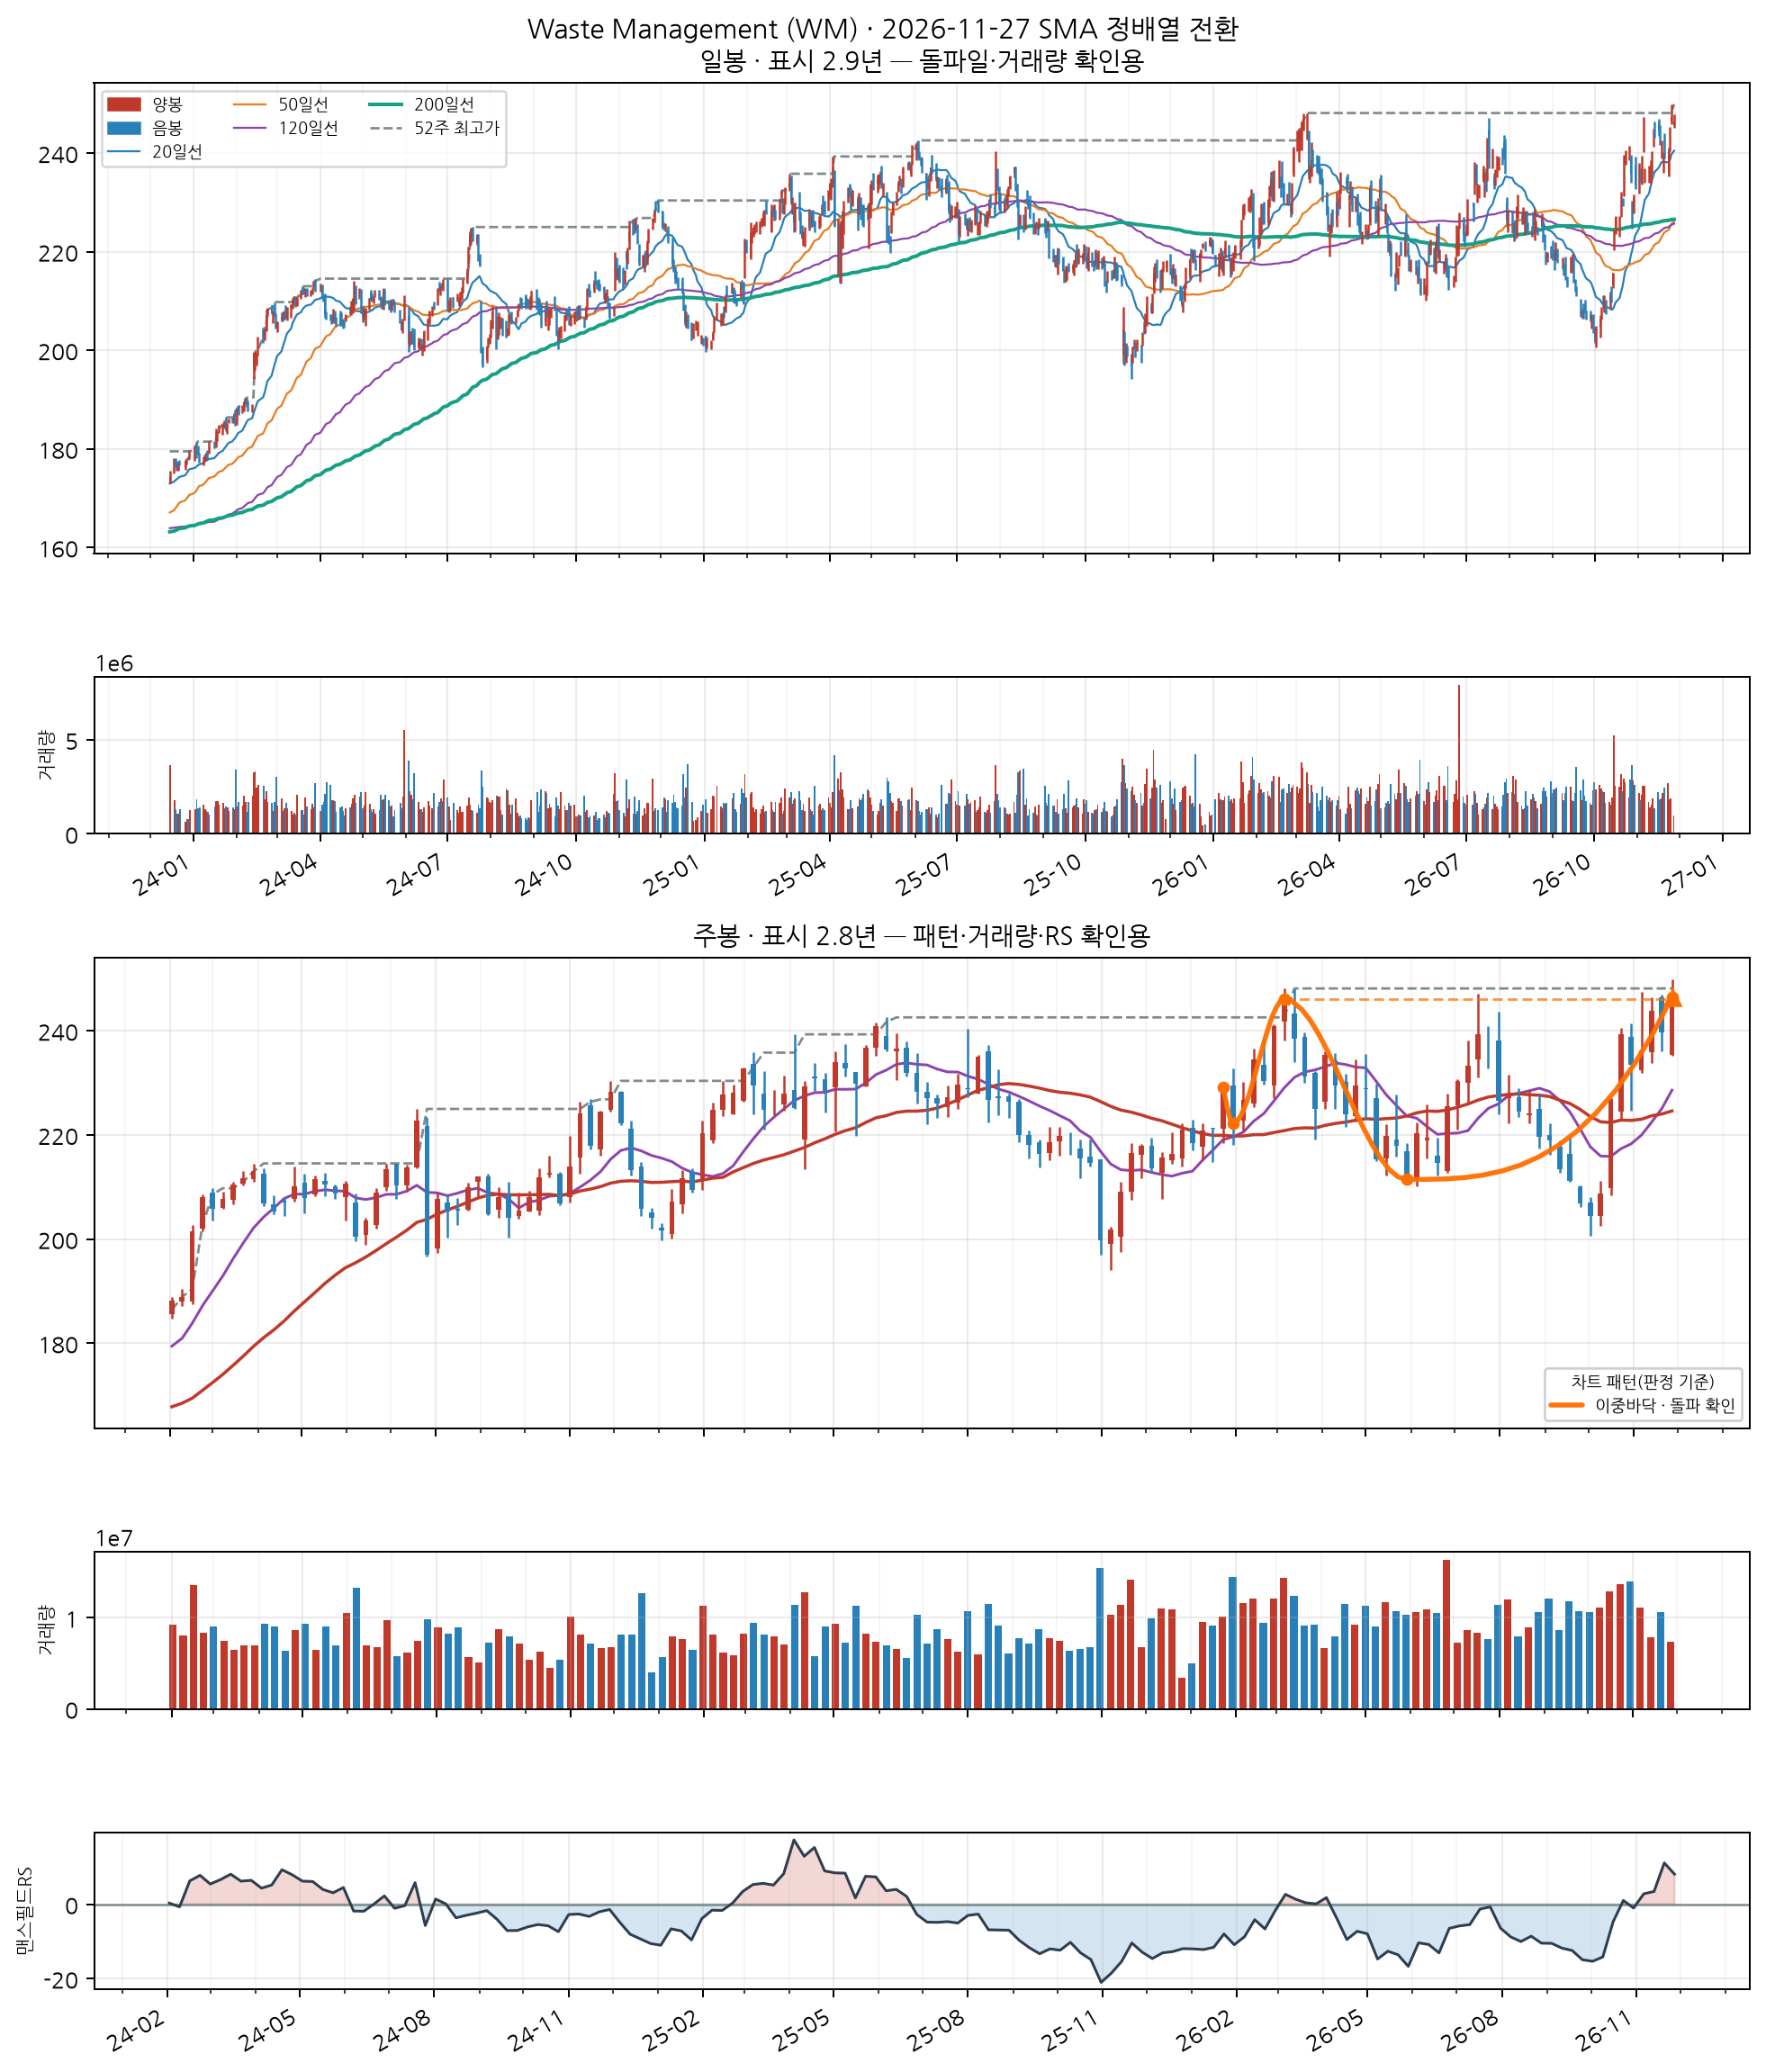 Waste Management (WM) · 2026-11-27 SMA 정배열 전환
일봉 · 표시 2.9년 — 돌파일·거래량 확인용
양봉
음봉
20일선
50일선
120일선
200일선
52주 최고가
240
220
200
180
160
1e6
거래량
5
0
24-01
24-04
24-07
24-10
25-01
25-04
25-07
25-10
26-01
26-04
26-07
26-10
27-01
주봉 · 표시 2.8년 — 패턴·거래량·RS 확인용
240
220
200
180
차트 패턴(판정 기준)
이중바닥 · 돌파 확인
1e7
거래량
1
0
맨스필드RS
0
-20
24-02
24-05
24-08
24-11
25-02
25-05
25-08
25-11
26-02
26-05
26-08
26-11